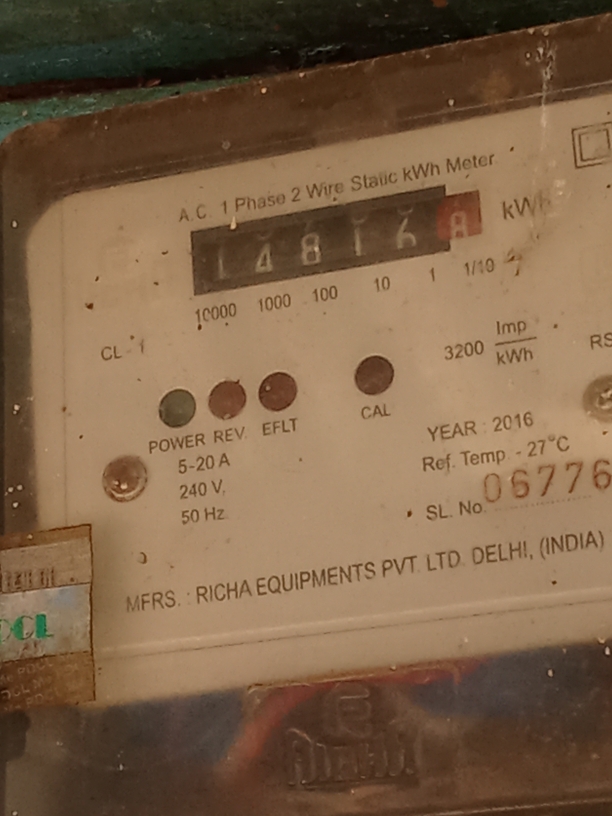 A.C. 1 Phase 2 Wire Static kWh Meter
1 4 8 1 6 8 kWh
10000 1000 100 10 1 1/10
CL - 1
3200 Imp/kWh
RS
POWER REV. EFLT CAL
5-20 A
240 V,
50 Hz.
YEAR : 2016
Ref. Temp - 27°C
SL. No. 06776
MFRS. : RICHA EQUIPMENTS PVT. LTD. DELHI, (INDIA)
DCL